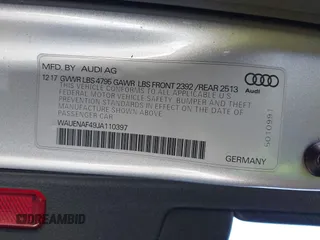 MFD. BY AUDI AG
12.17 GVWR LBS 4796 GAWR LBS FRONT 2392 /REAR 2513
THIS VEHICLE CONFORMS TO ALL APPLICABLE U.S.
FEDERAL MOTOR VEHICLE SAFETY, BUMPER, AND THEFT
PREVENTION STANDARDS IN EFFECT ON THE DATE OF
MANUFACTURE SHOWN ABOVE.
PASSENGER CAR
WAUENAF49JA110397
GERMANY
Audi
DREAMBID